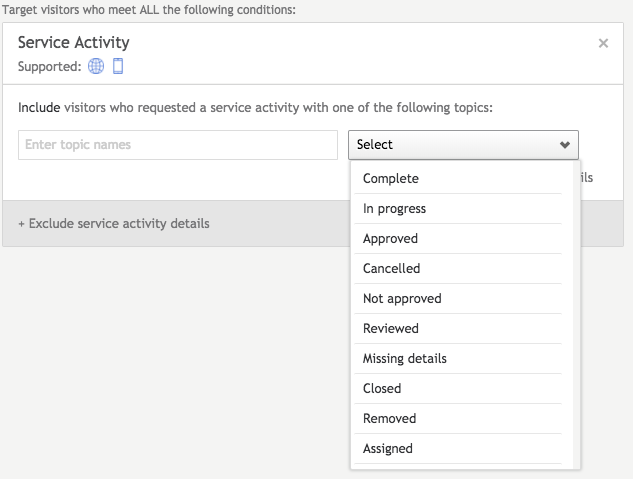 Target visitors who meet ALL the following conditions:
Service Activity
Supported:
Include visitors who requested a service activity with one of the following topics:
Enter topic names
Select
Complete
ils
In progress
+ Exclude service activity details
Approved
Cancelled
Not approved
Reviewed
Missing details
Closed
Removed
Assigned